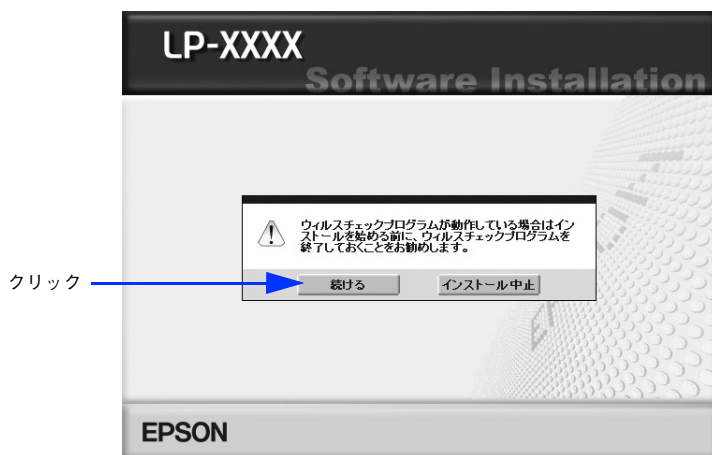 LP-XXXX
Software Installation
ウィルスチェックプログラムが動作している場合はイン
ストールを始める前に、ウィルスチェックプログラムを
終了しておくことをお勧めします。
クリック
続ける
インストール中止
EPSON